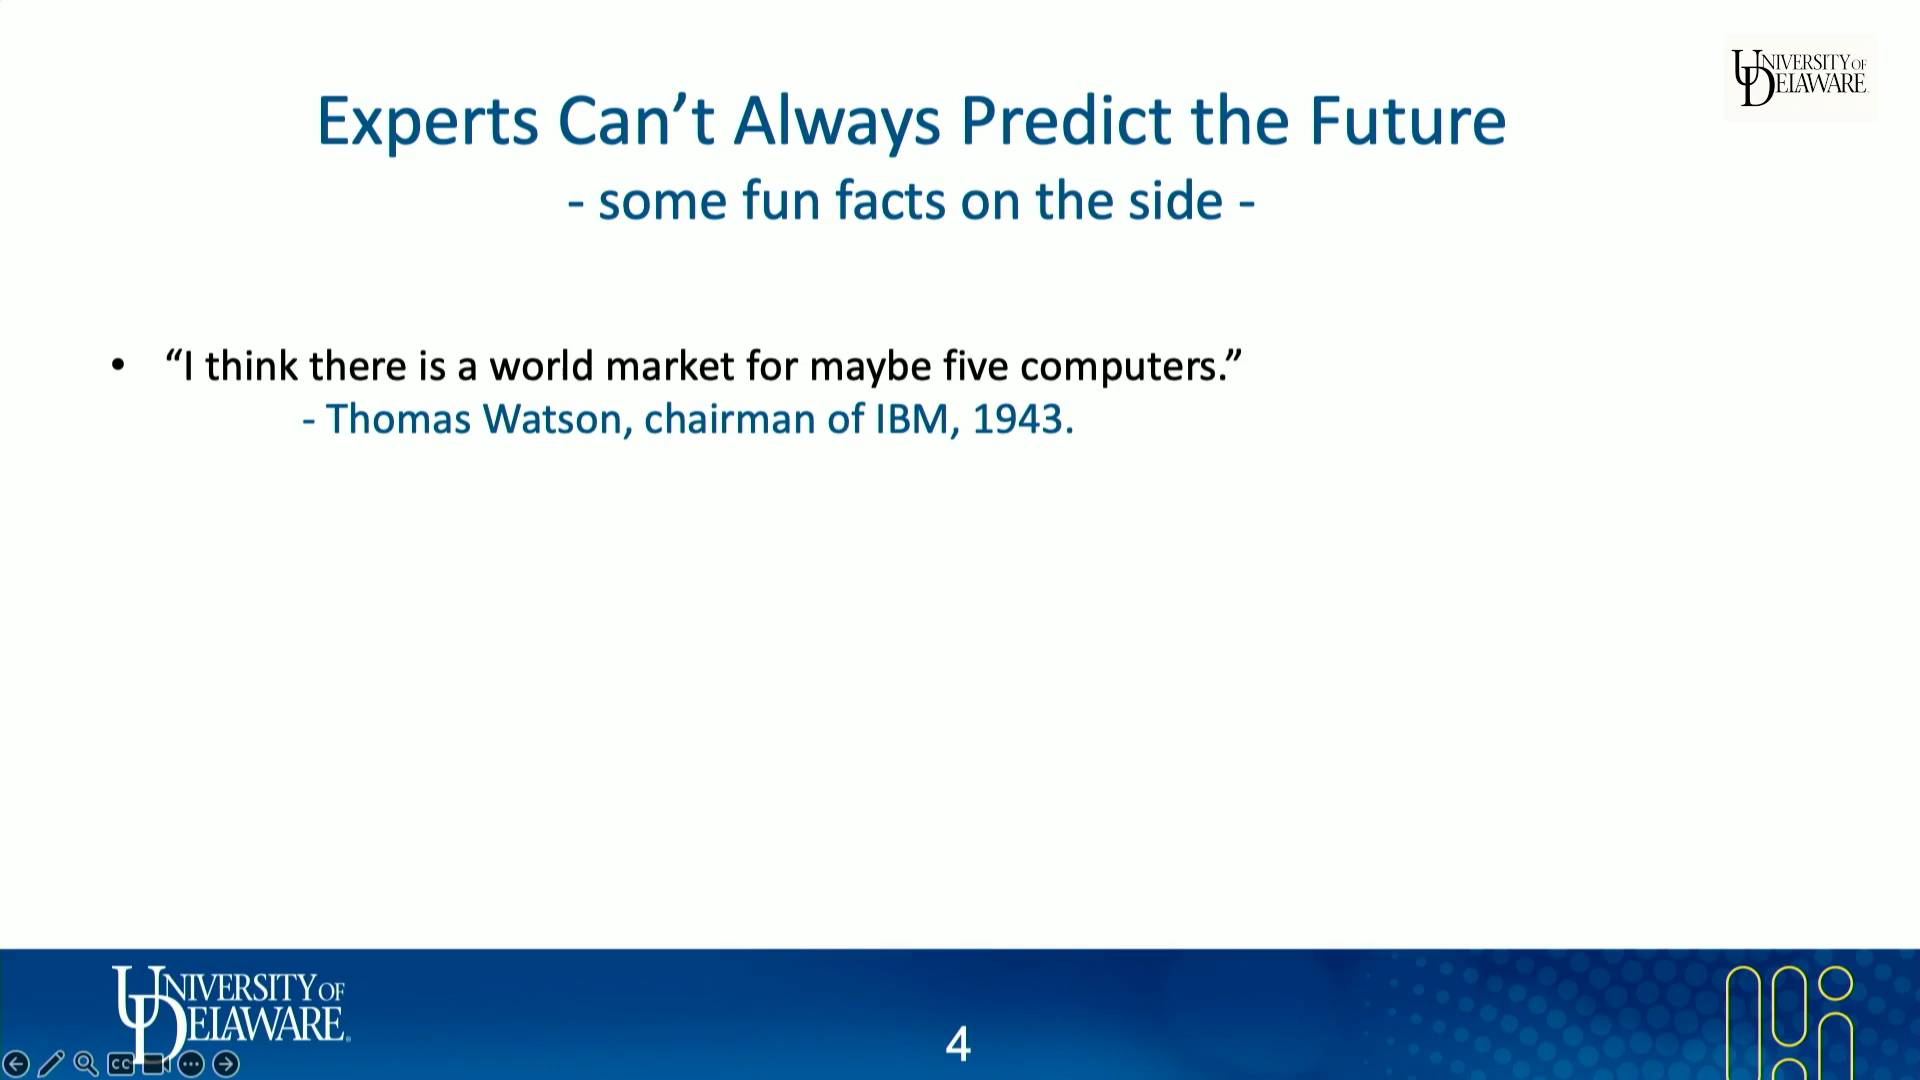 UNIVERSITY OF
DELAWARE
Experts Can’t Always Predict the Future
- some fun facts on the side -
• “I think there is a world market for maybe five computers.”
- Thomas Watson, chairman of IBM, 1943.
UNIVERSITY OF
DELAWARE.
4
CC